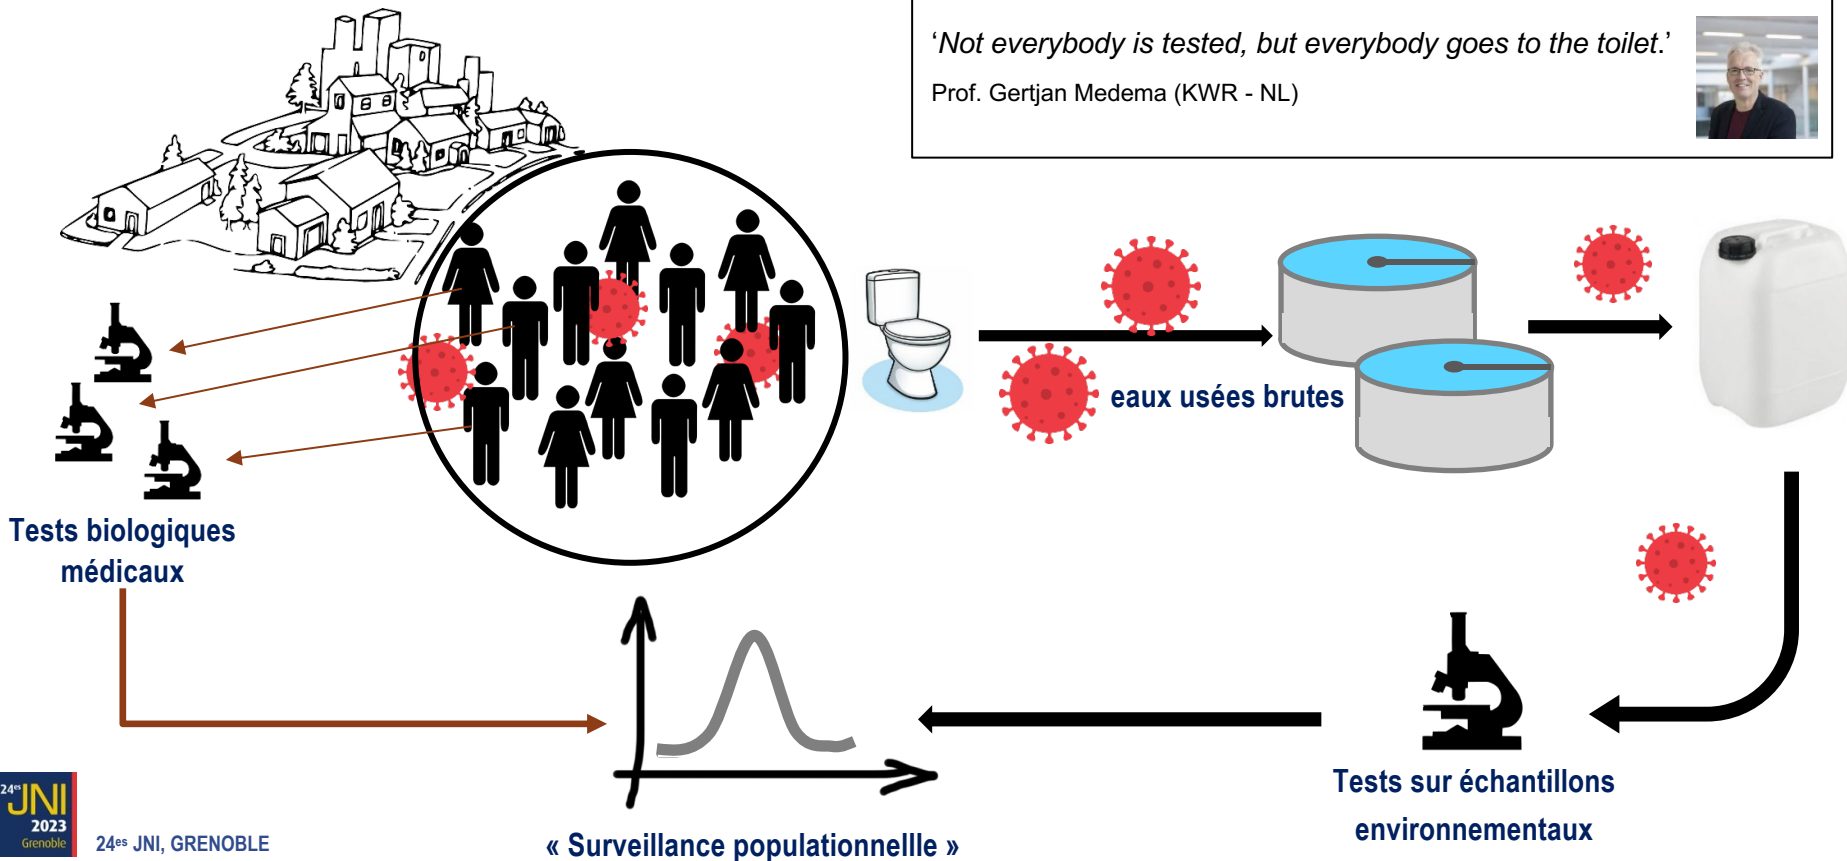 ‘Not everybody is tested, but everybody goes to the toilet.’
Prof. Gertjan Medema (KWR - NL)
eaux usées brutes
Tests biologiques
médicaux
Tests sur échantillons
environnementaux
« Surveillance populationnellle »
24es JNI
2023
Grenoble
24es JNI, GRENOBLE